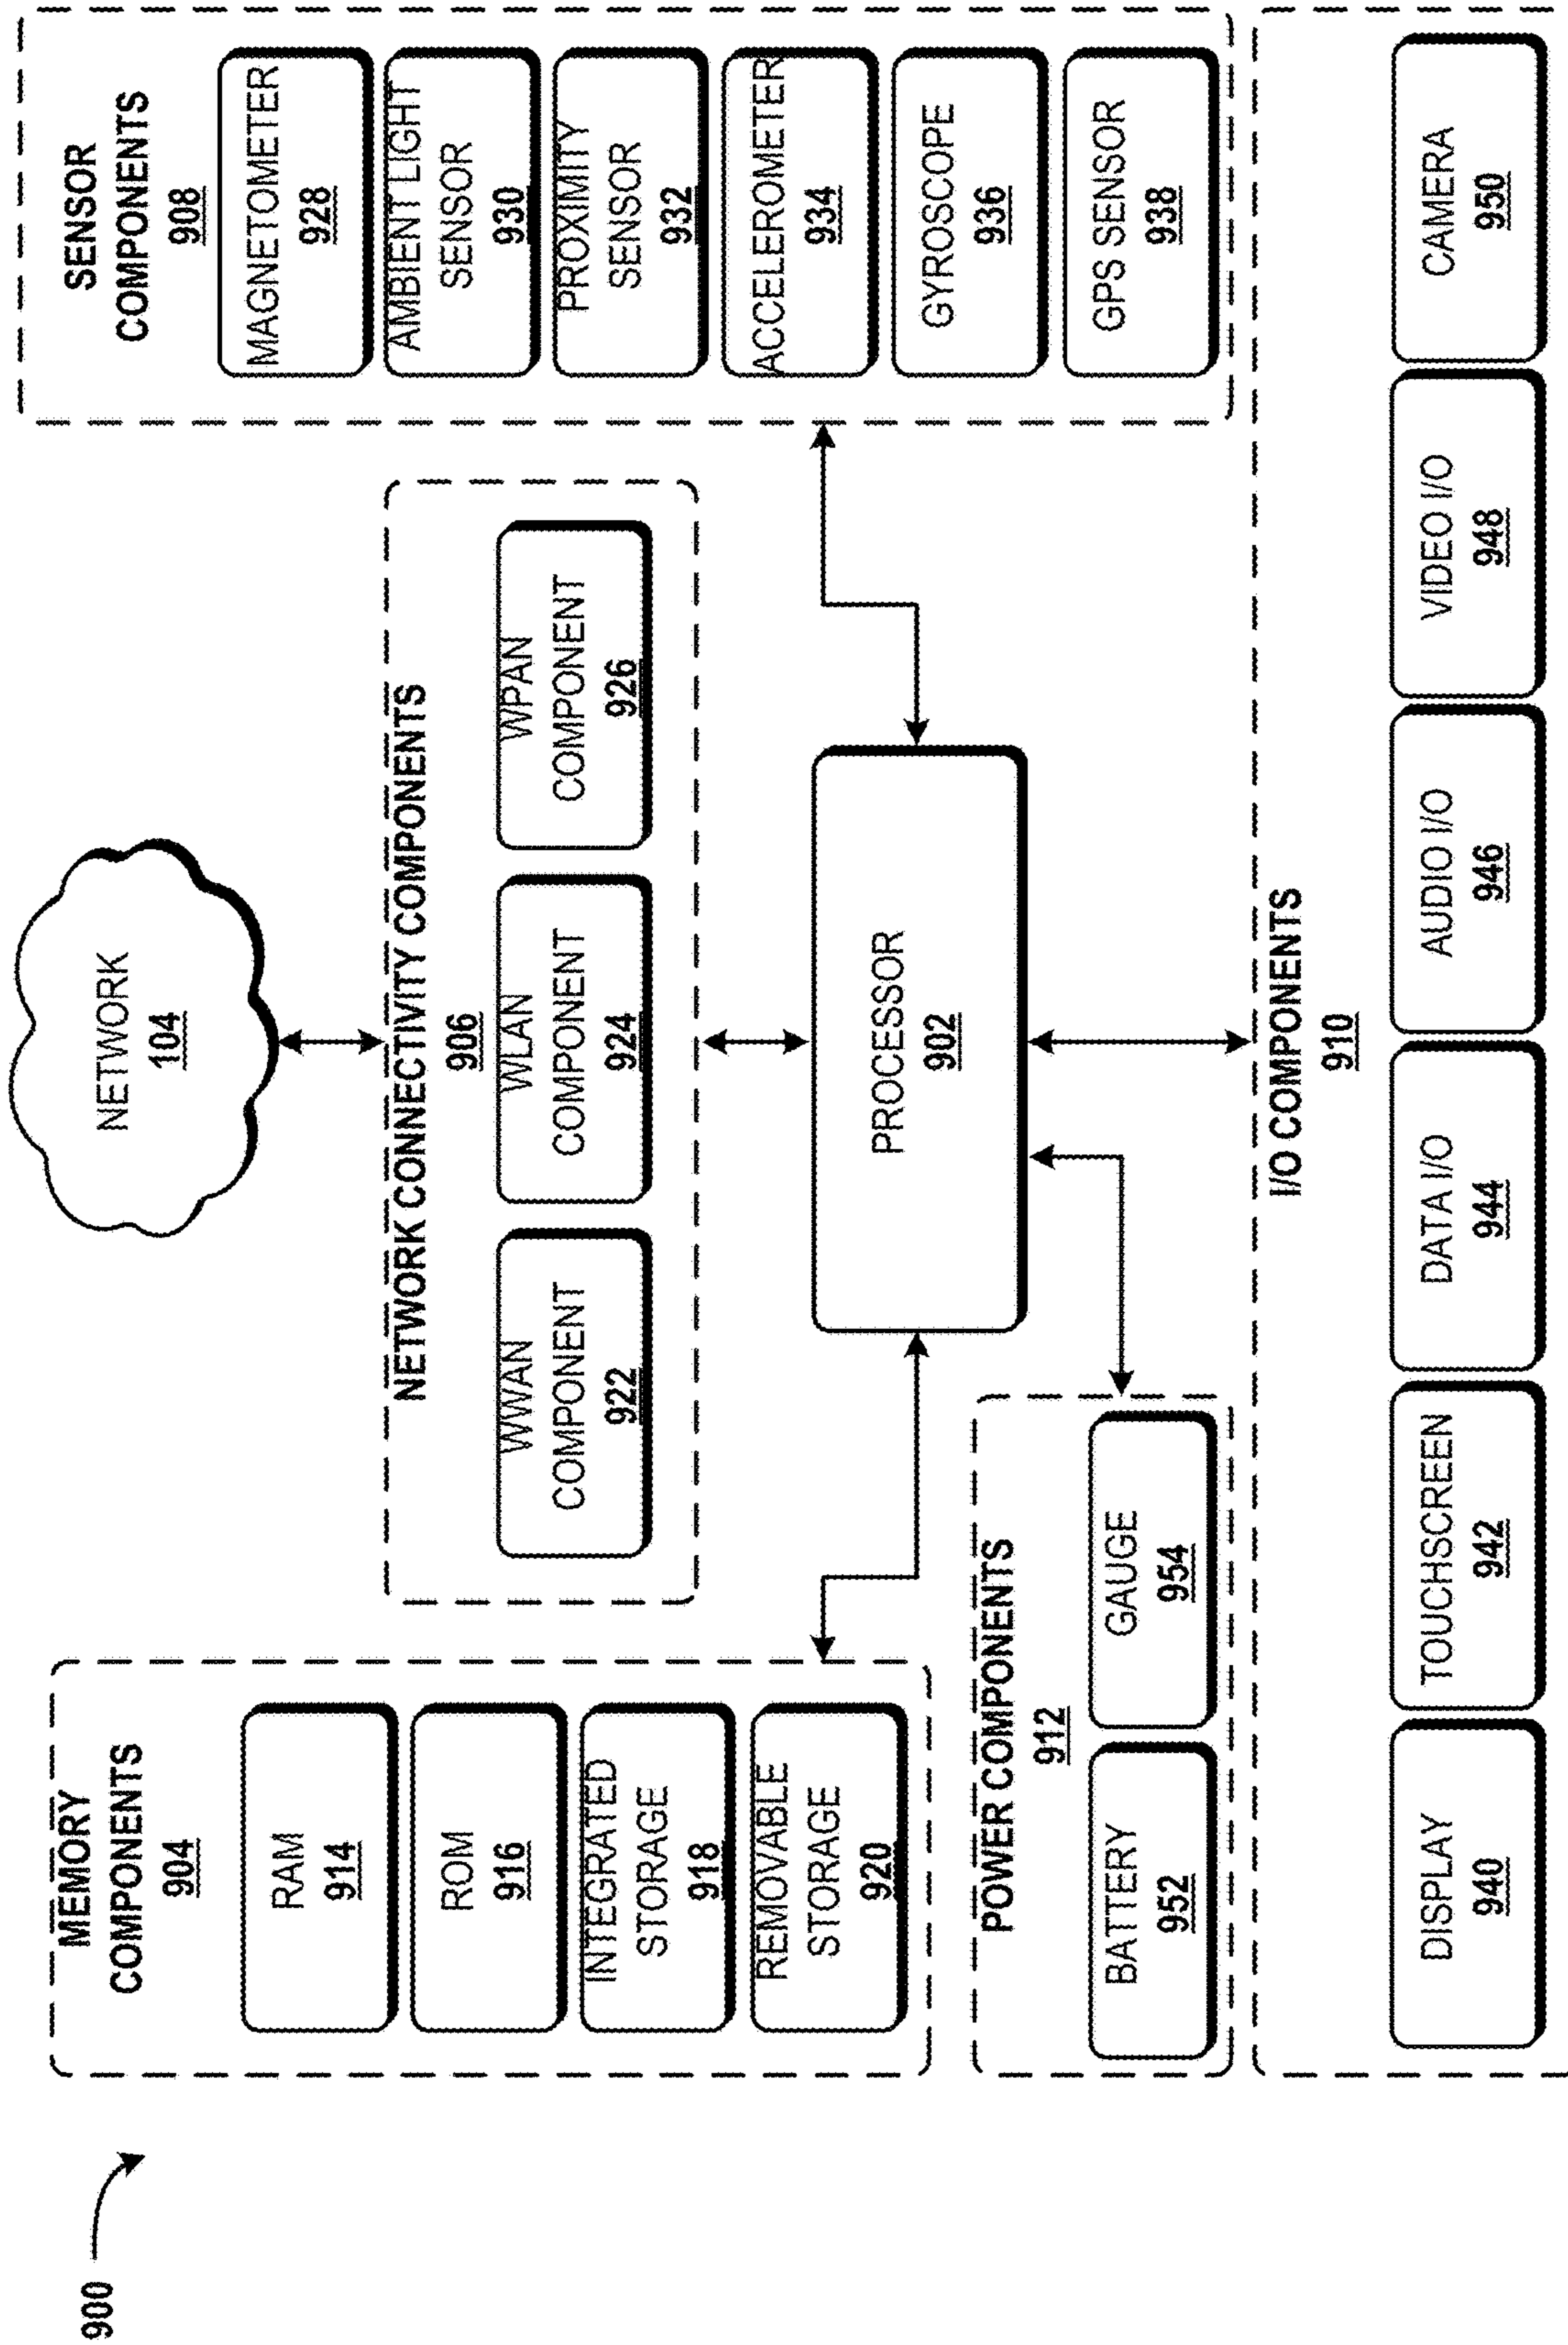 900
NETWORK
104
MEMORY
COMPONENTS
904
RAM
914
ROM
916
INTEGRATED
STORAGE
918
REMOVABLE
STORAGE
920
NETWORK CONNECTIVITY COMPONENTS
906
WWAN
COMPONENT
922
WLAN
COMPONENT
924
WPAN
COMPONENT
926
SENSOR
COMPONENTS
908
MAGNETOMETER
928
AMBIENT LIGHT
SENSOR
930
PROXIMITY
SENSOR
932
ACCELEROMETER
934
GYROSCOPE
936
GPS SENSOR
938
PROCESSOR
902
POWER COMPONENTS
912
BATTERY
952
GAUGE
954
I/O COMPONENTS
910
DISPLAY
940
TOUCHSCREEN
942
DATA I/O
944
AUDIO I/O
946
VIDEO I/O
948
CAMERA
950